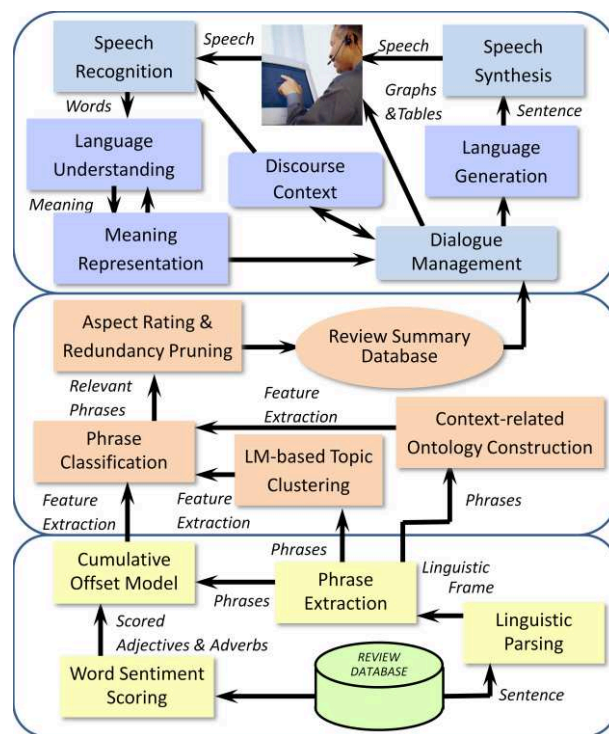 Speech
Recognition
Speech
Speech
Speech
Synthesis
Words
Graphs
&Tables
Sentence
Language
Understanding
Discourse
Context
Language
Generation
Meaning
Meaning
Representation
Dialogue
Management
Aspect Rating &
Redundancy Pruning
Review Summary
Database
Relevant
Phrases
Feature
Extraction
Context-related
Ontology Construction
Phrase
Classification
LM-based Topic
Clustering
Feature
Extraction
Feature
Extraction
Phrases
Phrases
Cumulative
Offset Model
Phrases
Phrase
Extraction
Linguistic
Frame
Linguistic
Parsing
Scored
Adjectives & Adverbs
Word Sentiment
Scoring
REVIEW
DATABASE
Sentence